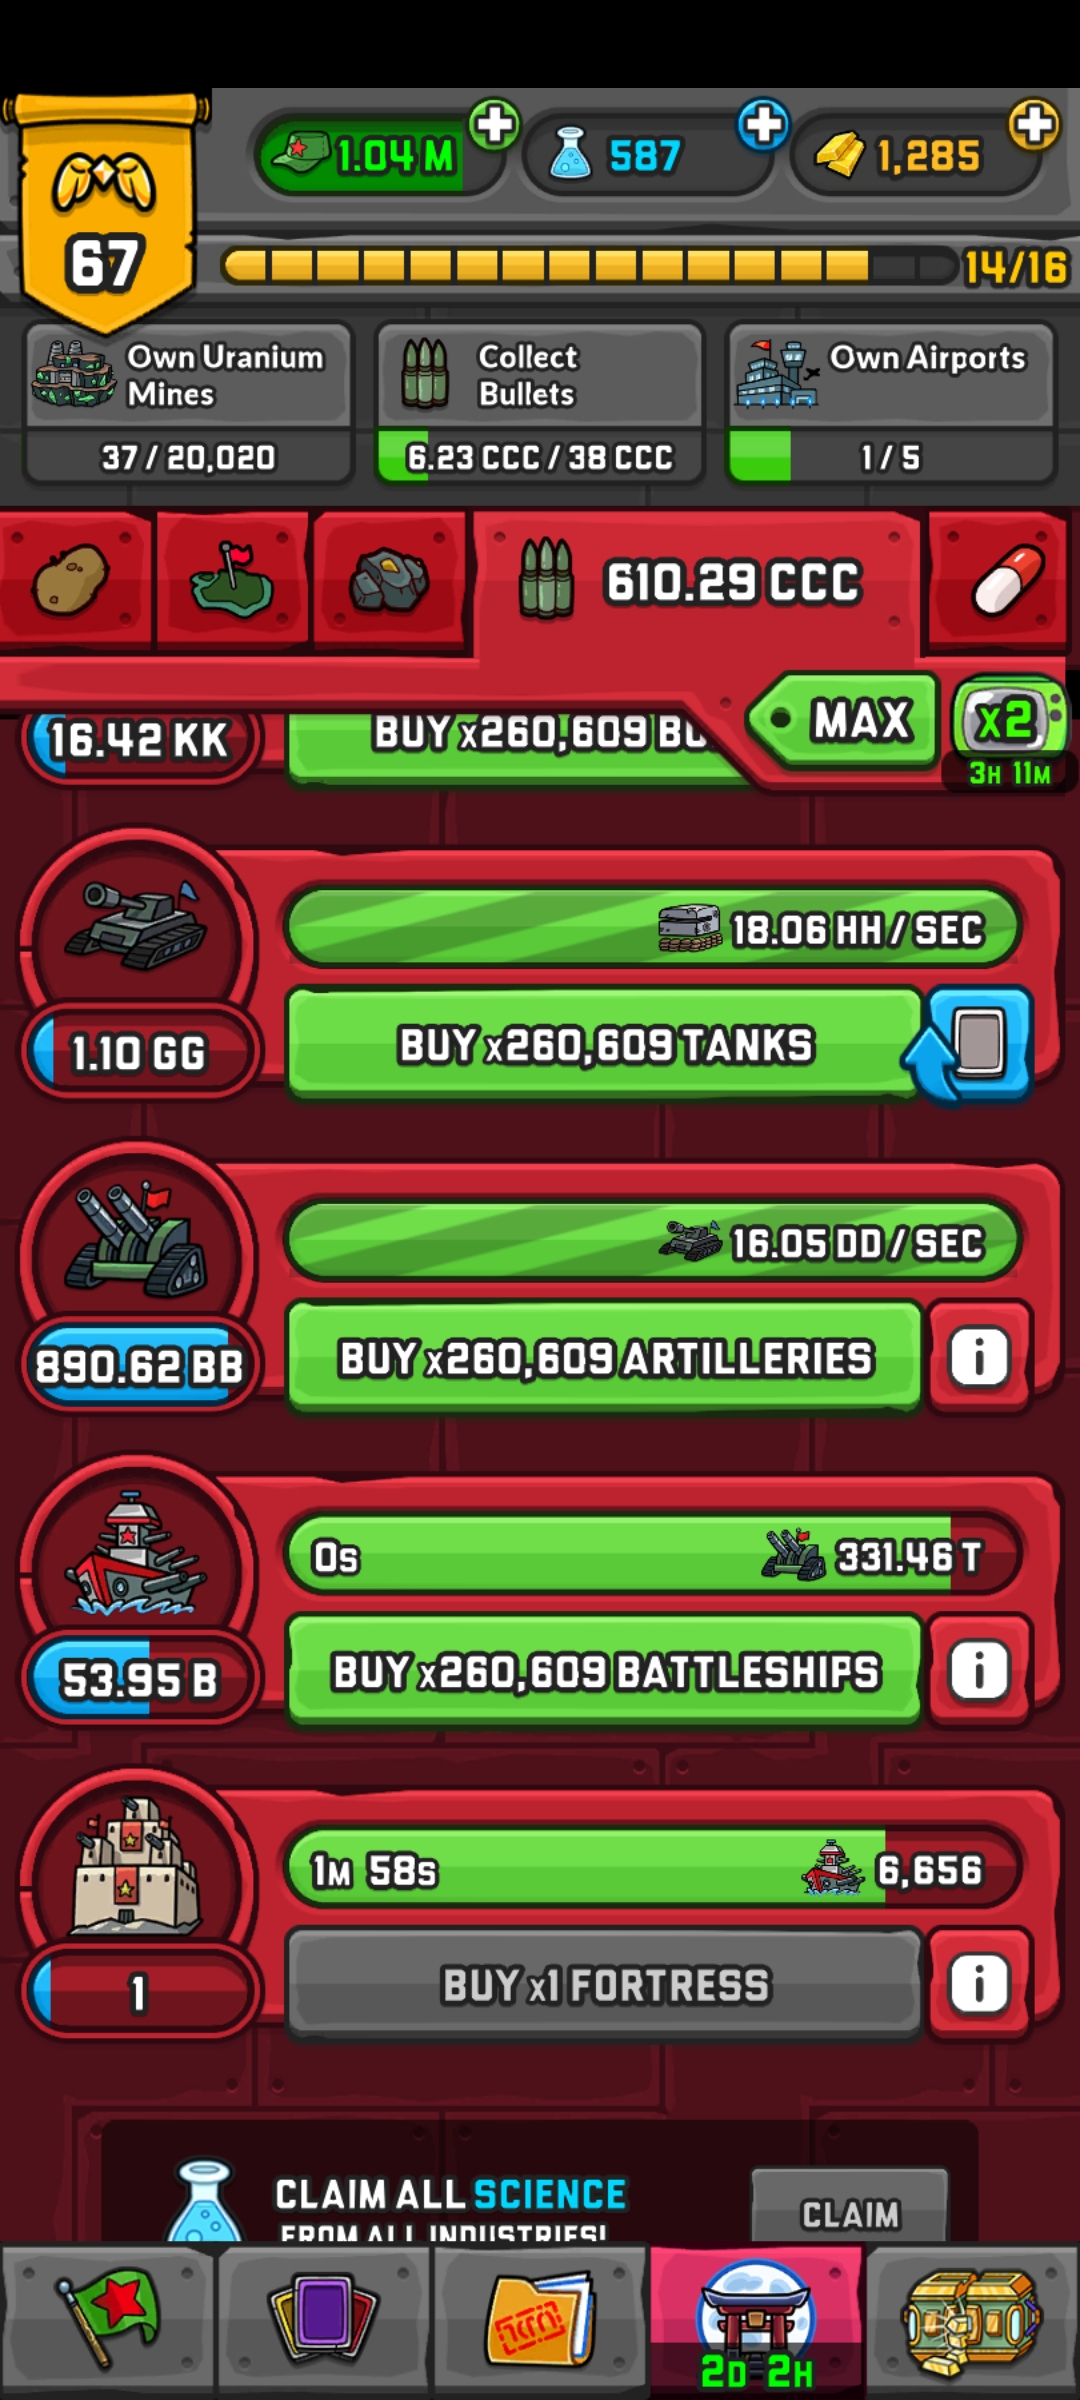 1.04 M
587
1,285
67
14/16
Own Uranium
Mines
37 / 20,020
Collect
Bullets
6.23 CCC / 38 CCC
Own Airports
1 / 5
610.29 CCC
MAX
x2
3H 11M
16.42 KK
BUY x260,609
18.06 HH / SEC
1.10 GG
BUY x260,609 TANKS
16.05 DD / SEC
890.62 BB
BUY x260,609 ARTILLERIES
i
0s
331.46 T
53.95 B
BUY x260,609 BATTLESHIPS
i
1M 58s
6,656
1
BUY x1 FORTRESS
i
CLAIM ALL SCIENCE
FROM ALL INDUSTRIES!
CLAIM
2D 2H